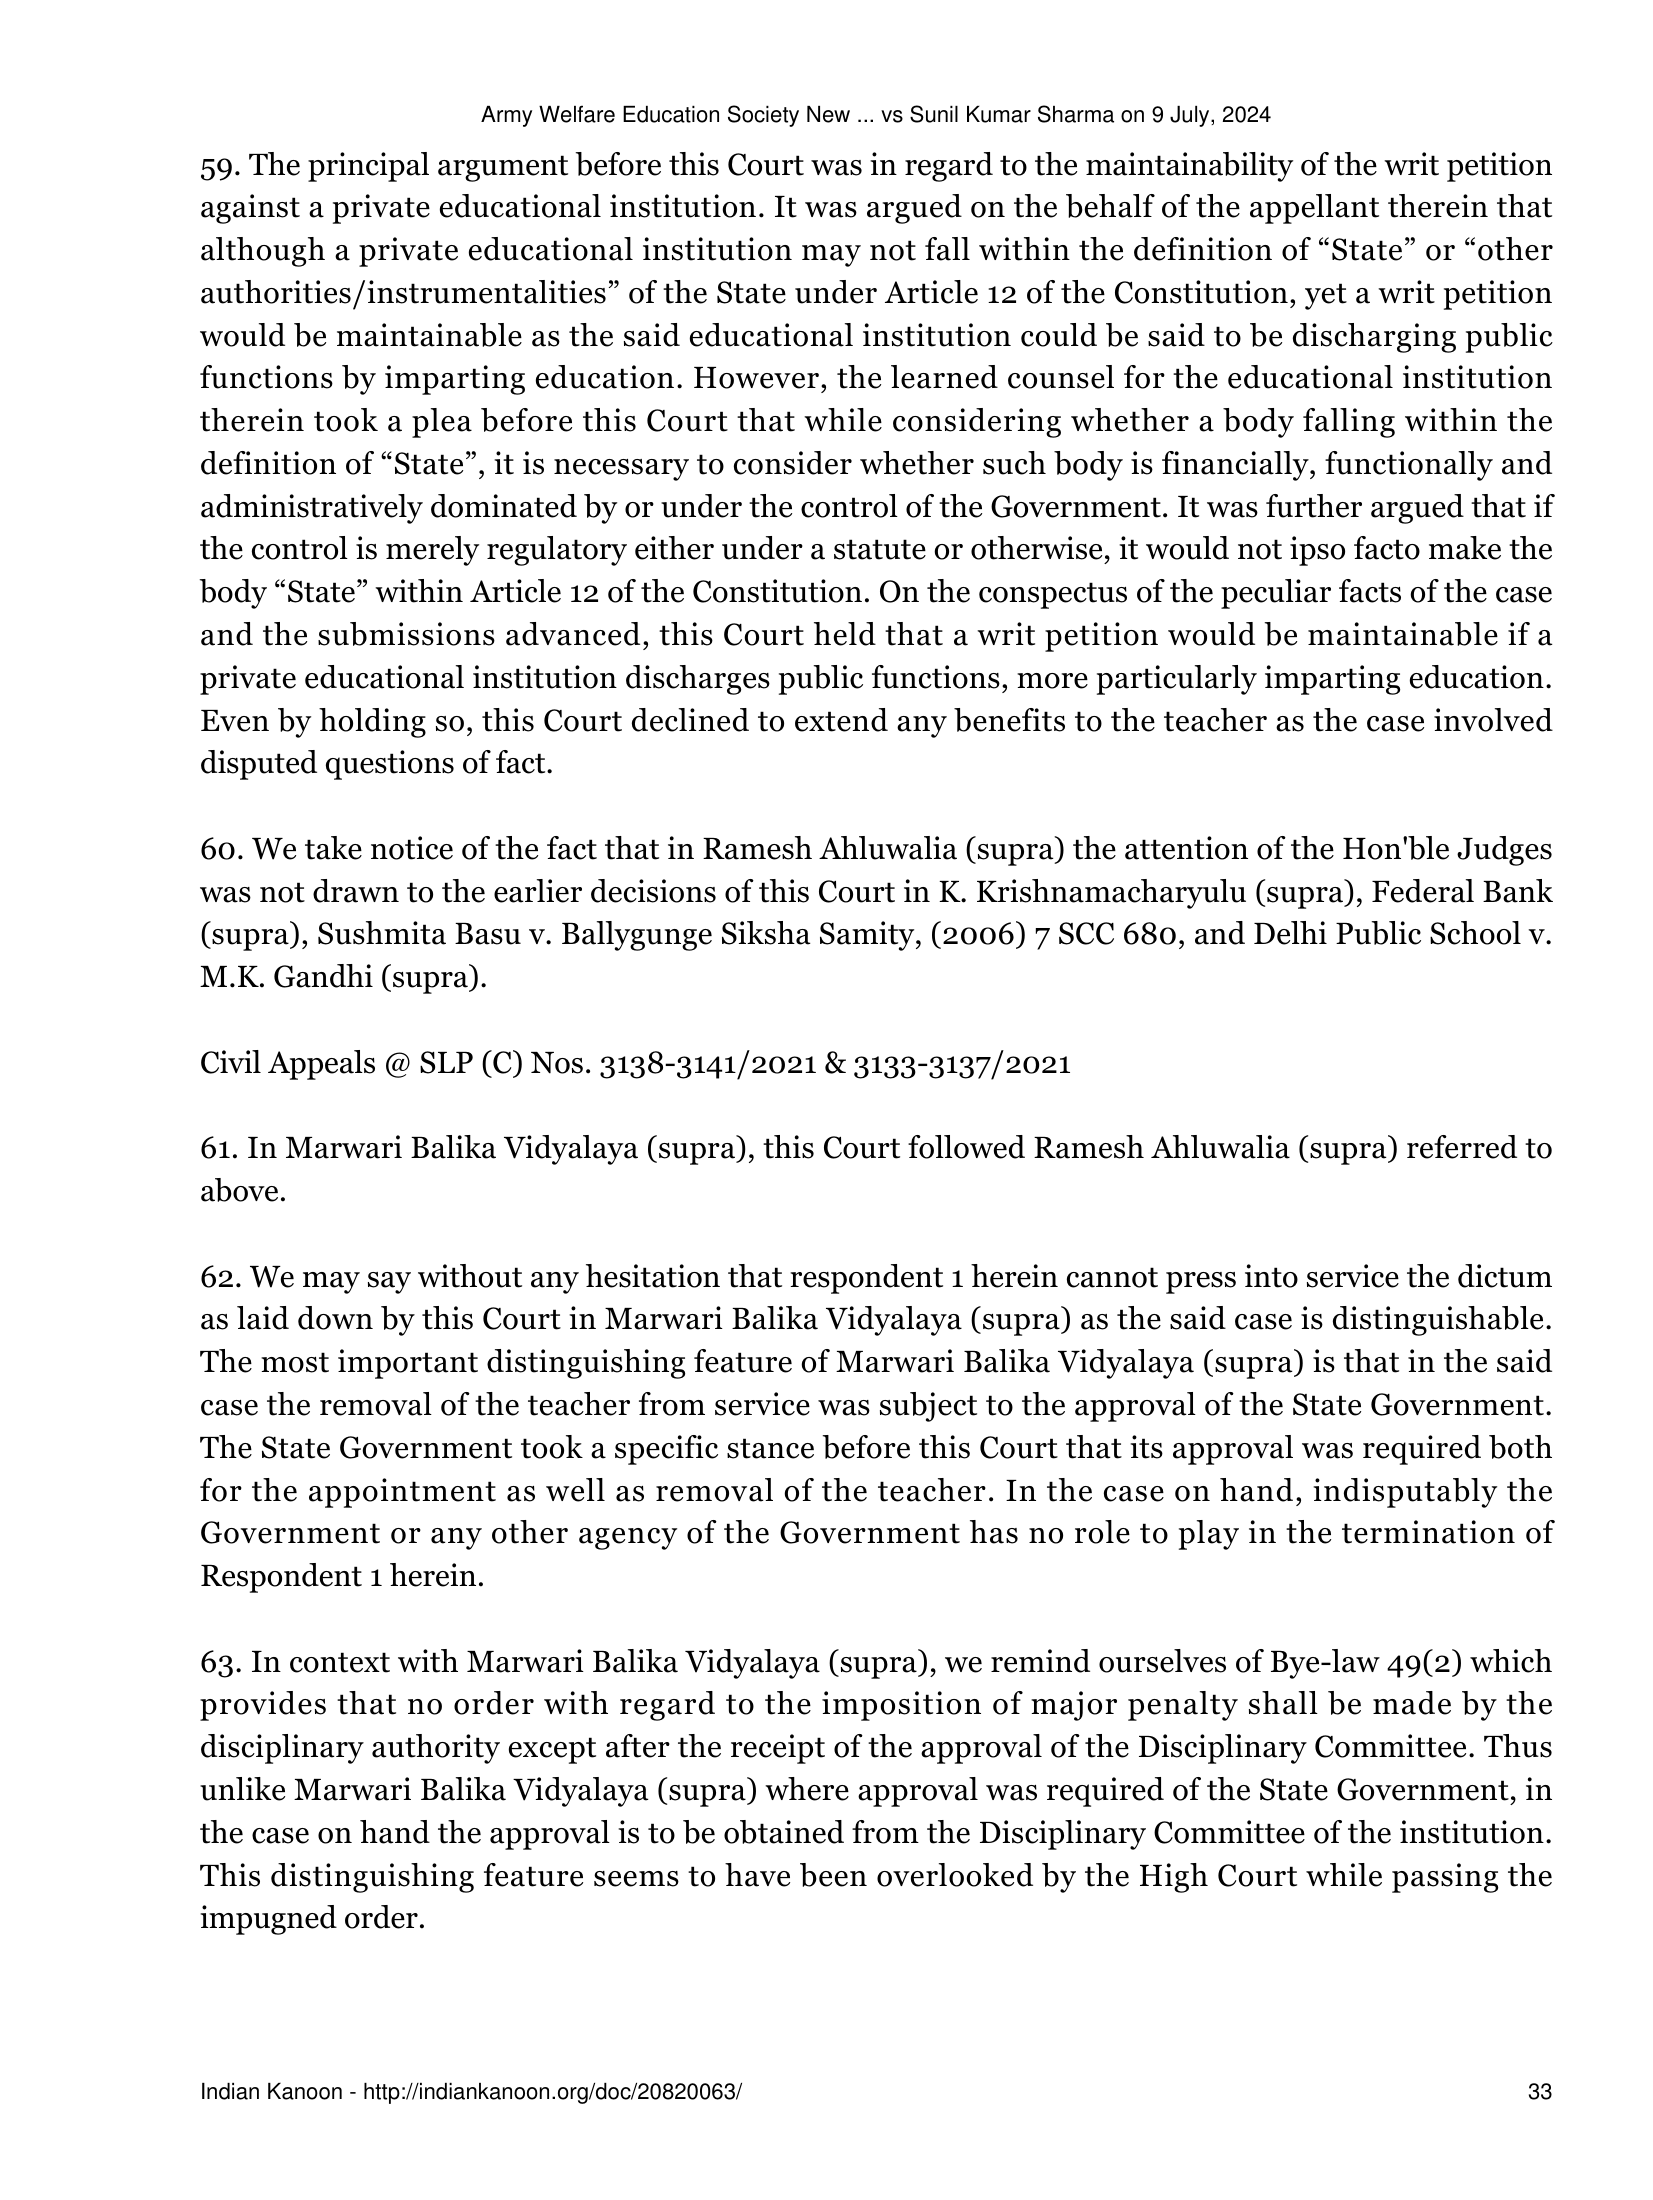 Army Welfare Education Society New ... vs Sunil Kumar Sharma on 9 July, 2024
59. The principal argument before this Court was in regard to the maintainability of the writ petition
against a private educational institution. It was argued on the behalf of the appellant therein that
although a private educational institution may not fall within the definition of “State” or “other
authorities/instrumentalities” of the State under Article 12 of the Constitution, yet a writ petition
would be maintainable as the said educational institution could be said to be discharging public
functions by imparting education. However, the learned counsel for the educational institution
therein took a plea before this Court that while considering whether a body falling within the
definition of “State”, it is necessary to consider whether such body is financially, functionally and
administratively dominated by or under the control of the Government. It was further argued that if
the control is merely regulatory either under a statute or otherwise, it would not ipso facto make the
body “State” within Article 12 of the Constitution. On the conspectus of the peculiar facts of the case
and the submissions advanced, this Court held that a writ petition would be maintainable if a
private educational institution discharges public functions, more particularly imparting education.
Even by holding so, this Court declined to extend any benefits to the teacher as the case involved
disputed questions of fact.
60. We take notice of the fact that in Ramesh Ahluwalia (supra) the attention of the Hon'ble Judges
was not drawn to the earlier decisions of this Court in K. Krishnamacharyulu (supra), Federal Bank
(supra), Sushmita Basu v. Ballygunge Siksha Samity, (2006) 7 SCC 680, and Delhi Public School v.
M.K. Gandhi (supra).
Civil Appeals @ SLP (C) Nos. 3138-3141/2021 & 3133-3137/2021
61. In Marwari Balika Vidyalaya (supra), this Court followed Ramesh Ahluwalia (supra) referred to
above.
62. We may say without any hesitation that respondent 1 herein cannot press into service the dictum
as laid down by this Court in Marwari Balika Vidyalaya (supra) as the said case is distinguishable.
The most important distinguishing feature of Marwari Balika Vidyalaya (supra) is that in the said
case the removal of the teacher from service was subject to the approval of the State Government.
The State Government took a specific stance before this Court that its approval was required both
for the appointment as well as removal of the teacher. In the case on hand, indisputably the
Government or any other agency of the Government has no role to play in the termination of
Respondent 1 herein.
63. In context with Marwari Balika Vidyalaya (supra), we remind ourselves of Bye-law 49(2) which
provides that no order with regard to the imposition of major penalty shall be made by the
disciplinary authority except after the receipt of the approval of the Disciplinary Committee. Thus
unlike Marwari Balika Vidyalaya (supra) where approval was required of the State Government, in
the case on hand the approval is to be obtained from the Disciplinary Committee of the institution.
This distinguishing feature seems to have been overlooked by the High Court while passing the
impugned order.
Indian Kanoon - http://indiankanoon.org/doc/20820063/ 33